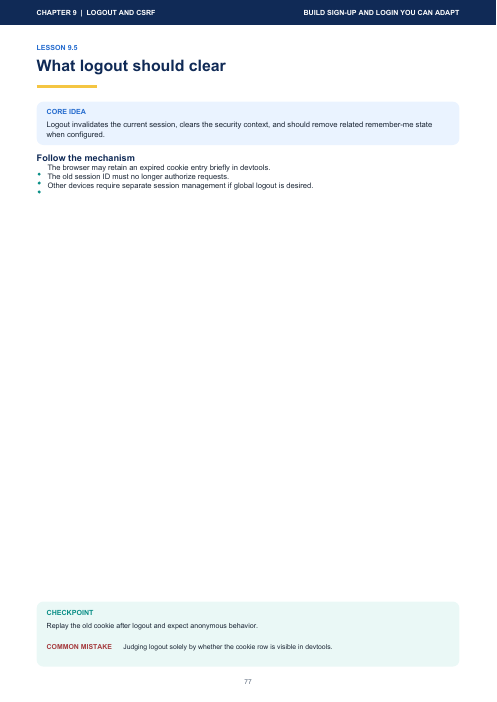 CHAPTER 9 | LOGOUT AND CSRF
BUILD SIGN-UP AND LOGIN YOU CAN ADAPT
LESSON 9.5
What logout should clear
CORE IDEA
Logout invalidates the current session, clears the security context, and should remove related remember-me state
when configured.
Follow the mechanism
The browser may retain an expired cookie entry briefly in devtools.
The old session ID must no longer authorize requests.
Other devices require separate session management if global logout is desired.
CHECKPOINT
Replay the old cookie after logout and expect anonymous behavior.
COMMON MISTAKE Judging logout solely by whether the cookie row is visible in devtools.
77